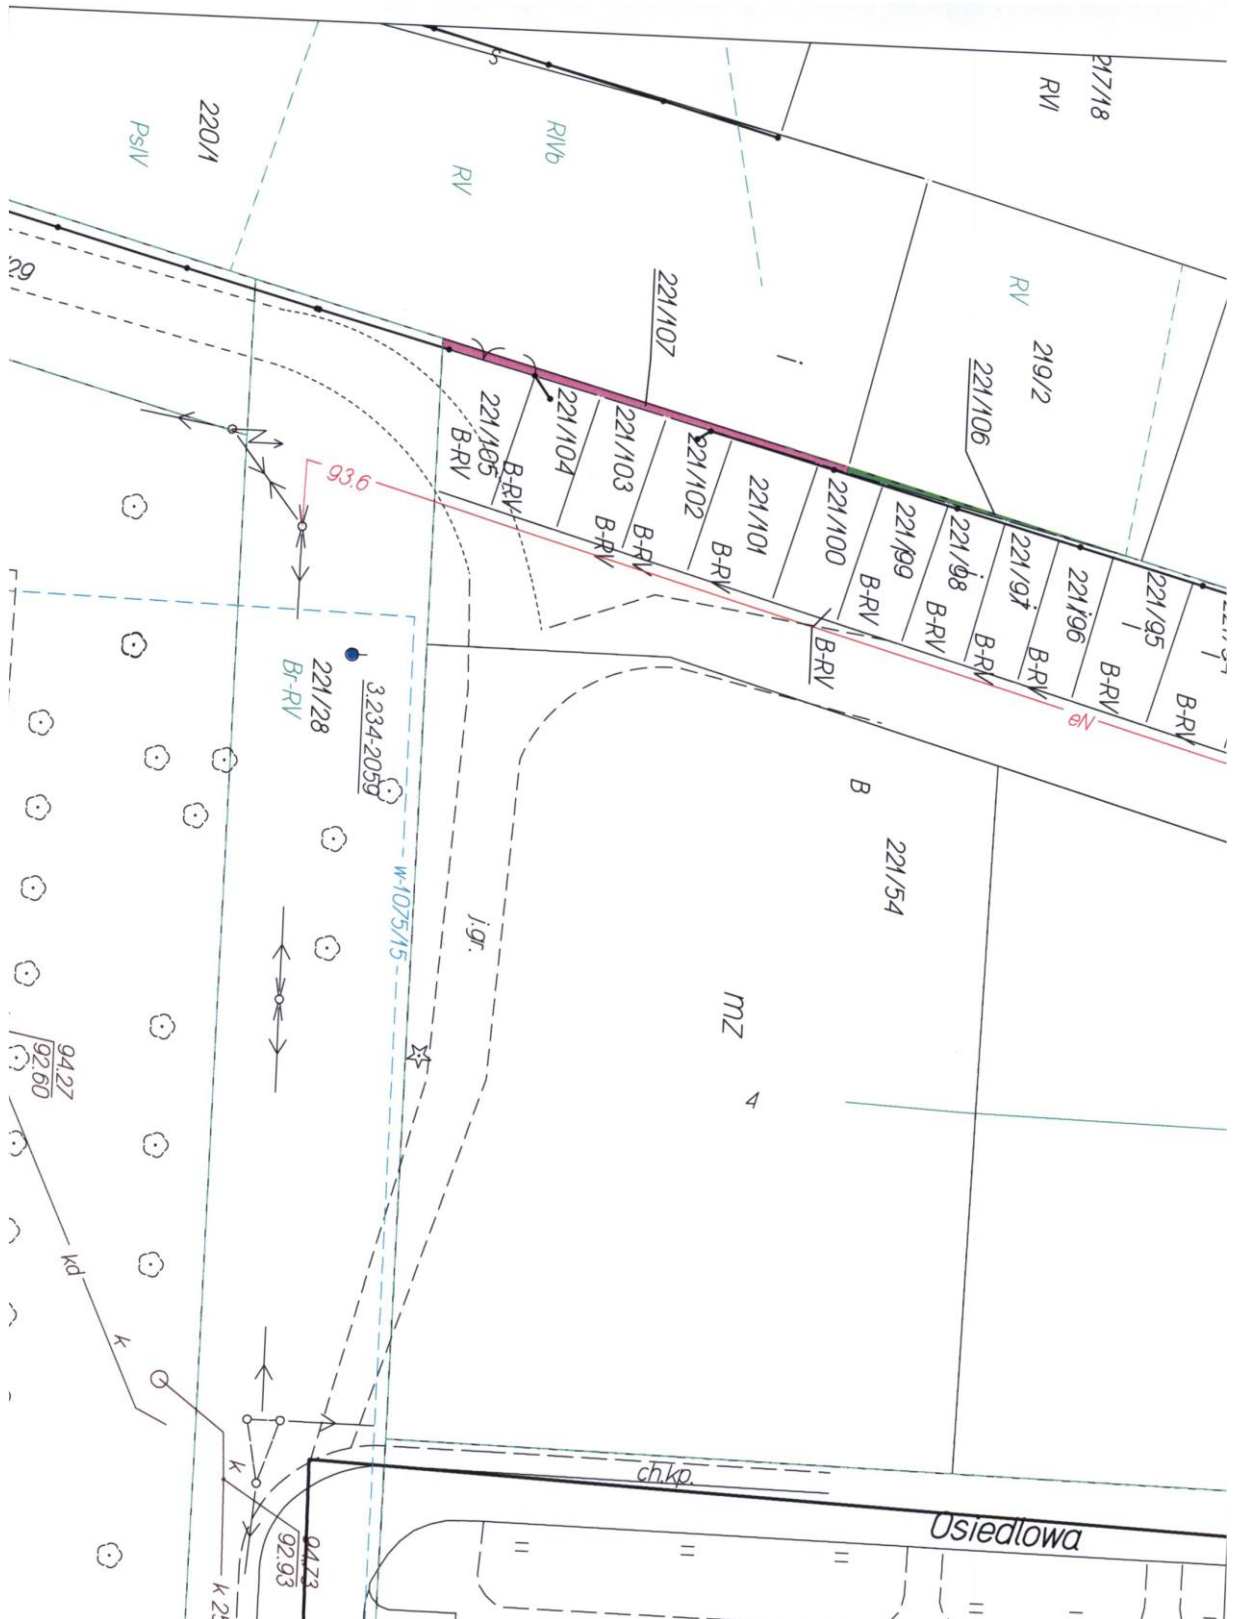 217/18
RVI
s
220/1
PsIV
RIVb
RV
RV
219/2
221/107
i
221/106
29
93.6
221/105
B-RV
221/104
B-RV
221/103
B-RV
221/102
B-RV
221/101
B-RV
221/100
221/99
B-RV
221/98
B-RV
221/97
B-RV
221/96
B-RV
221/95
B-RV
B-RV
B-RV
eN
221/28
Br-RV
3.234-2059
B
221/54
w-1075/15
j.gr.
mz
4
94.27
92.60
kd
k
k
ch.kp.
Osiedlowa
94.73
92.93